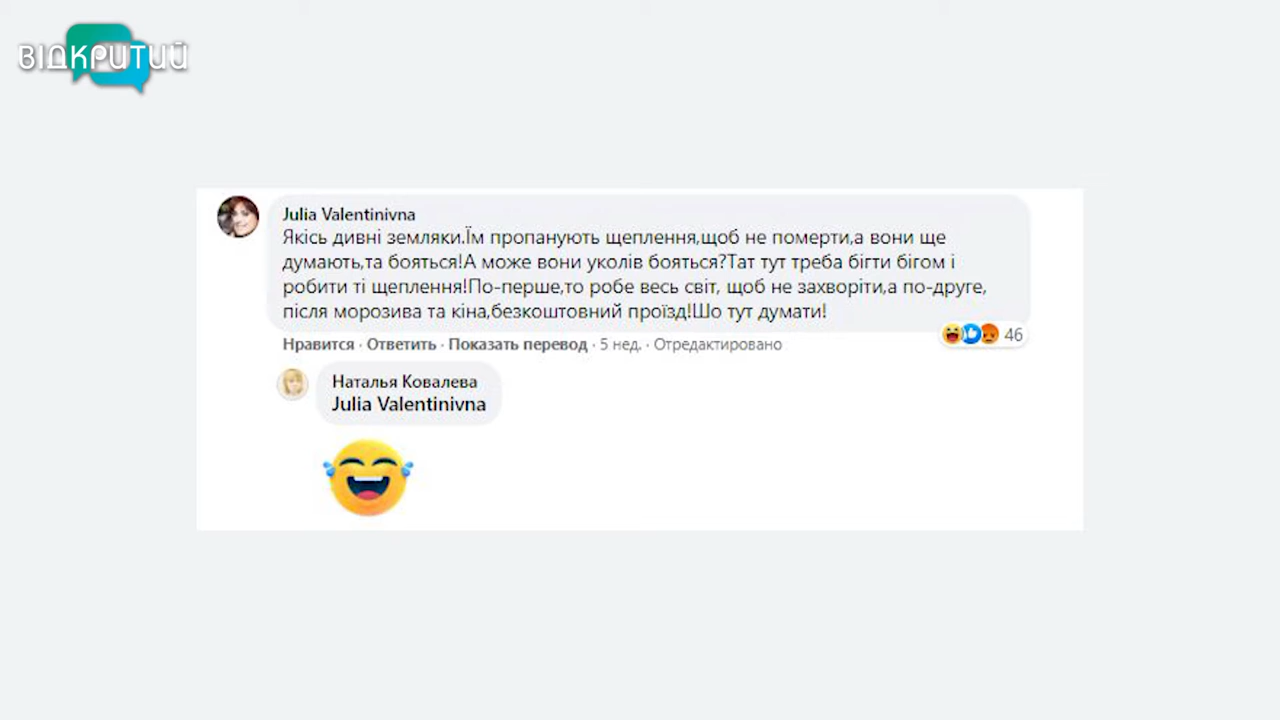 ВІДКРИТИЙ
Julia Valentinivna
Якісь дивні земляки.Їм пропанують щеплення,щоб не померти,а вони ще
думають,та бояться!А може вони уколів бояться?Тат тут треба бігти бігом і
робити ті щеплення!По-перше,то робе весь світ, щоб не захворіти,а по-друге,
після морозива та кіна,безкоштовний проїзд!Шо тут думати!
46
Нравится · Ответить · Показать перевод · 5 нед. · Отредактировано
Наталья Ковалева
Julia Valentinivna